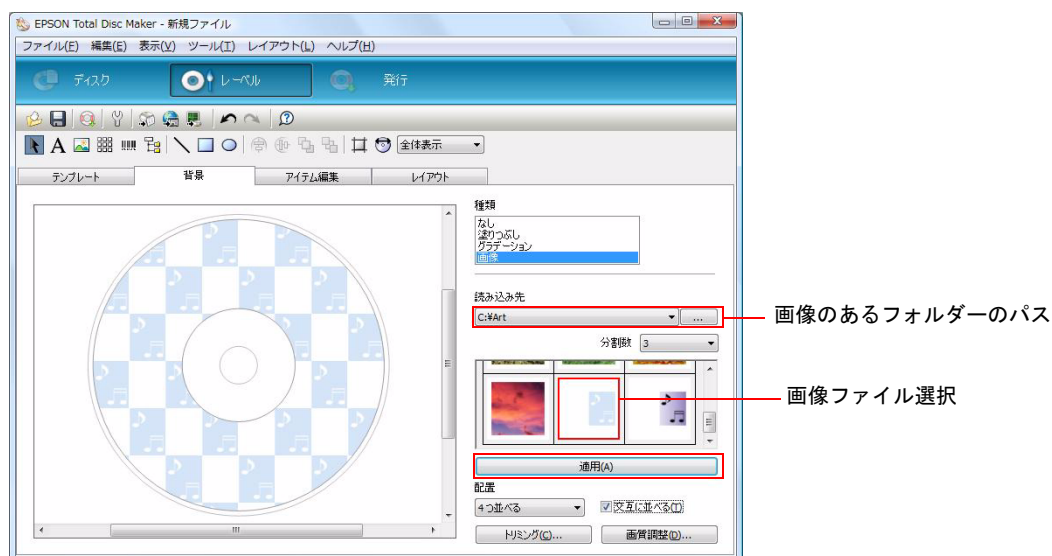 EPSON Total Disc Maker - 新規ファイル
ファイル(F) 編集(E) 表示(V) ツール(T) レイアウト(L) ヘルプ(H)
ディスク レーベル 発行
全体表示
テンプレート 背景 アイテム編集 レイアウト
種類
なし
塗りつぶし
グラデーション
画像
読み込み先
C:¥Art ...
画像のあるフォルダーのパス
分割数 3
画像ファイル選択
適用(A)
配置
4つ並べる 交互に並べる(I)
トリミング(C)... 画質調整(D)...